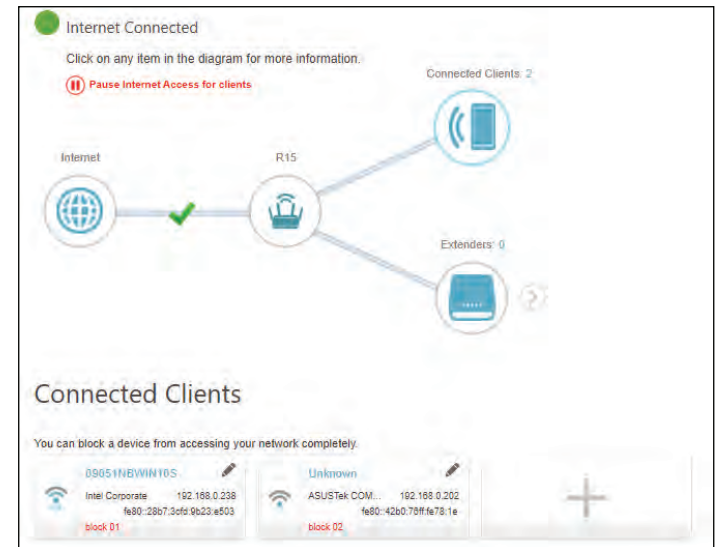 Internet Connected
Click on any item in the diagram for more information.
Pause Internet Access for clients
Connected Clients: 2
Internet
R15
Extenders: 0
Connected Clients
You can block a device from accessing your network completely.
09051NBWIN10S
Intel Corporate 192.168.0.238
fe80::28b7:3cfd:9b23:e503
block 01
Unknown
ASUSTek COM... 192.168.0.202
fe80::42b0:76ff:fe78:1e
block 02